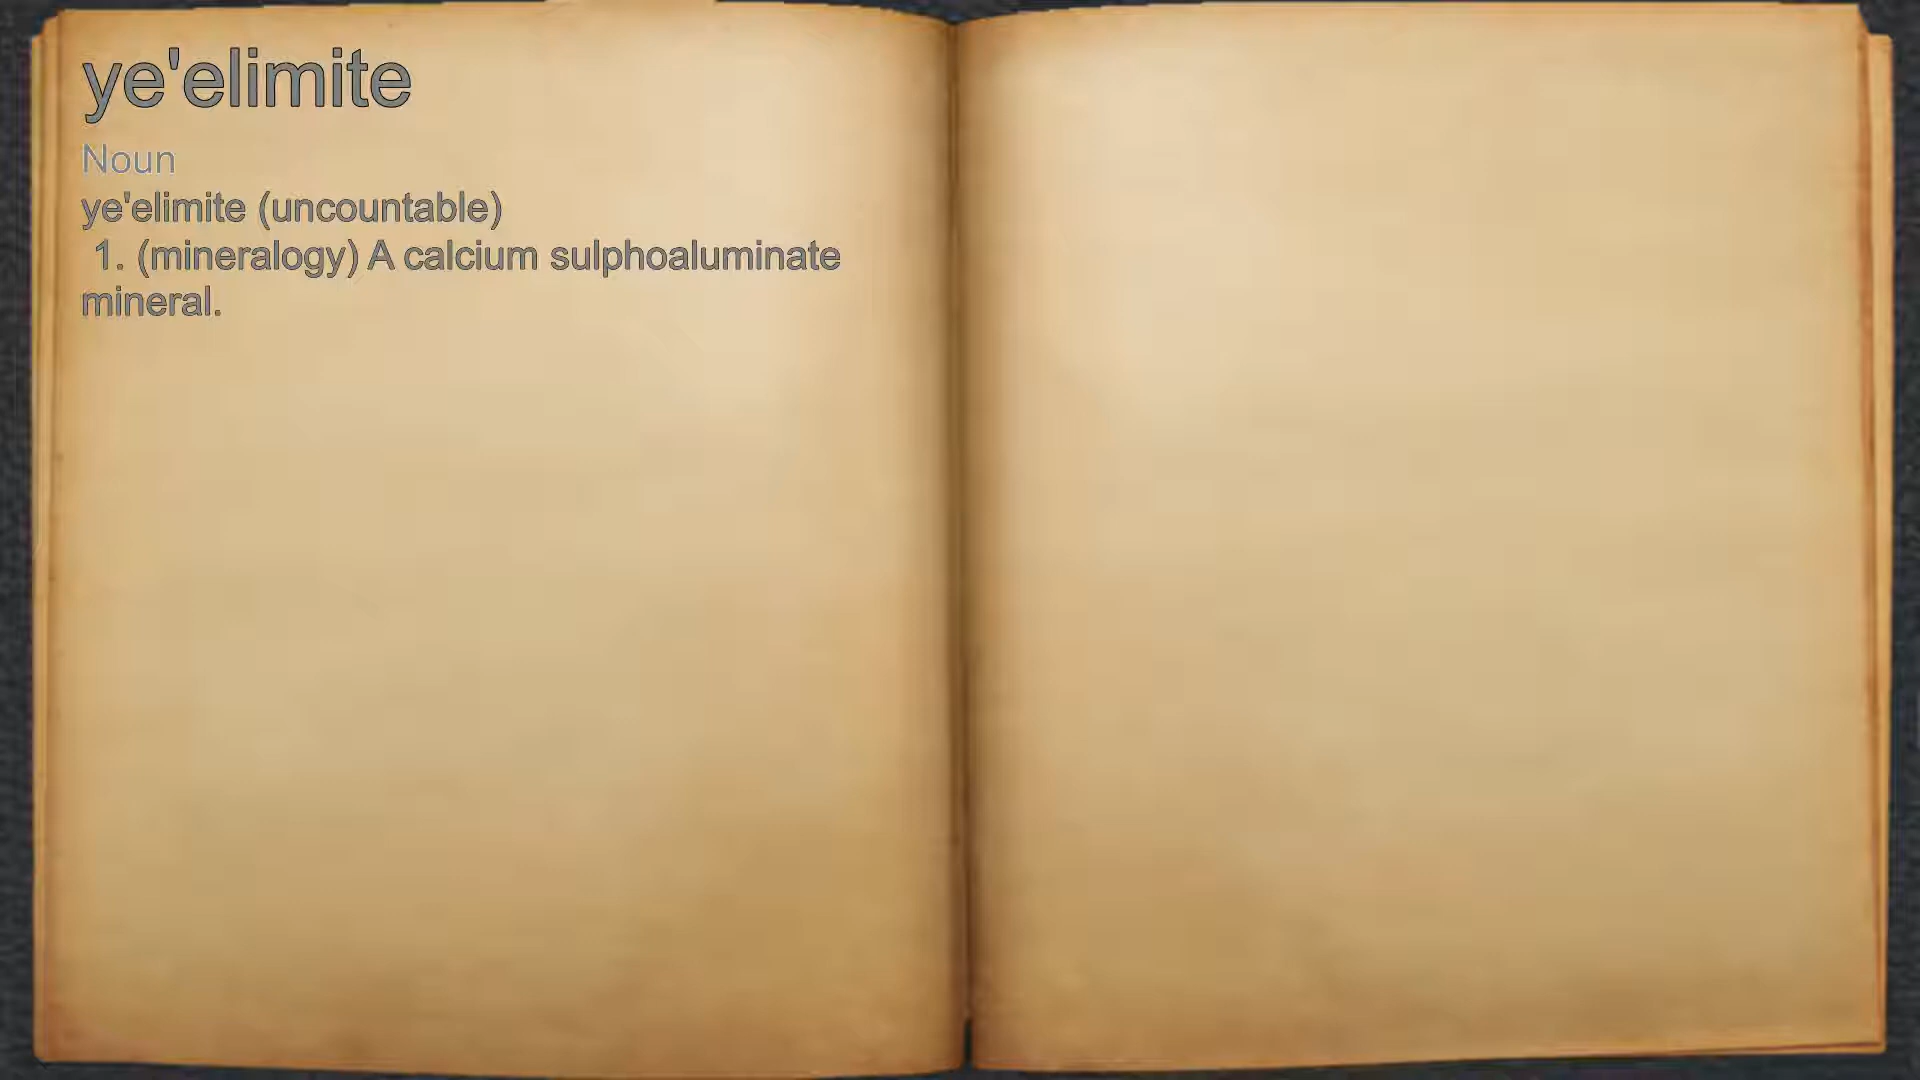 ye'elimite
Noun
ye'elimite (uncountable)
1. (mineralogy) A calcium sulphoaluminate
mineral.